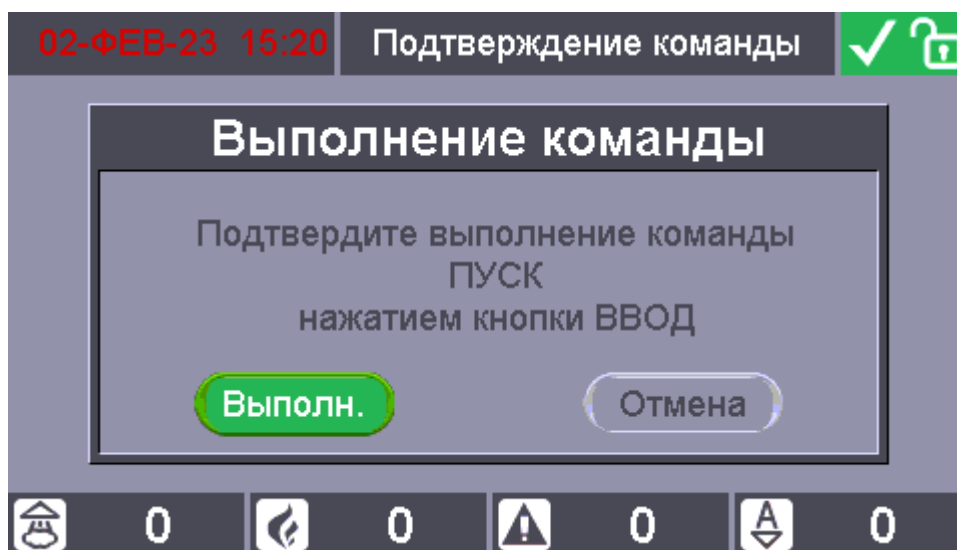 02-ФЕВ-23 15:20 Подтверждение команды
Выполнение команды
Подтвердите выполнение команды
ПУСК
нажатием кнопки ВВОД
Выполн. Отмена
0 0 0 A 0